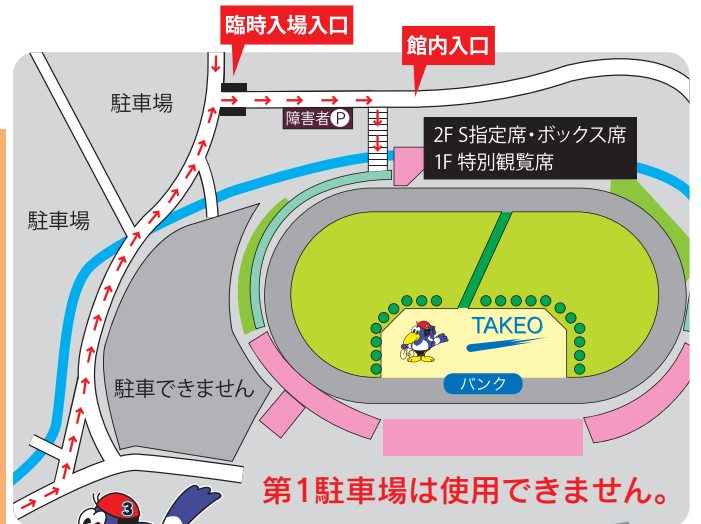 臨時入場入口
館内入口
駐車場
障害者P
2F S指定席・ボックス席
1F 特別観覧席
駐車場
TAKEO
駐車できません
バンク
第1駐車場は使用できません。
3